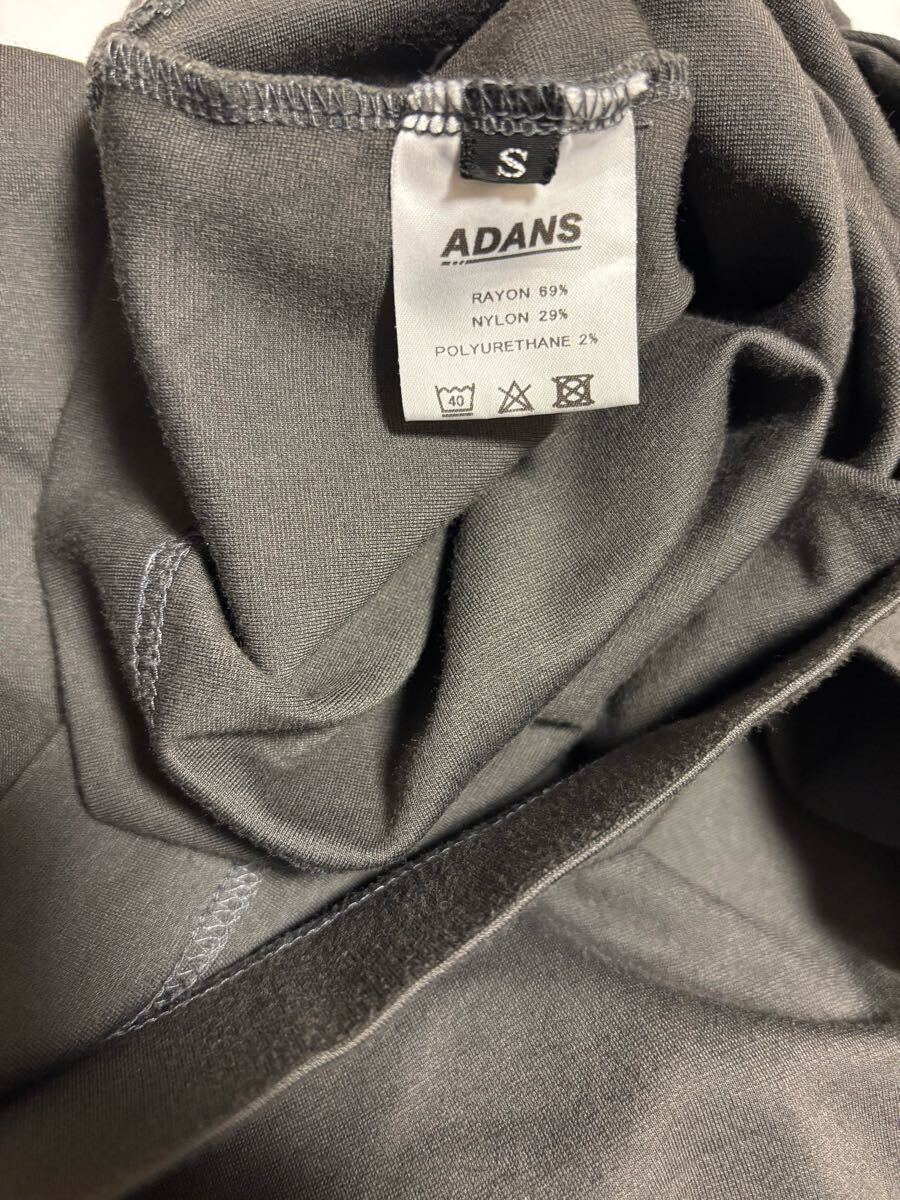 S
ADANS
RAYON 69%
NYLON 29%
POLYURETHANE 2%
40